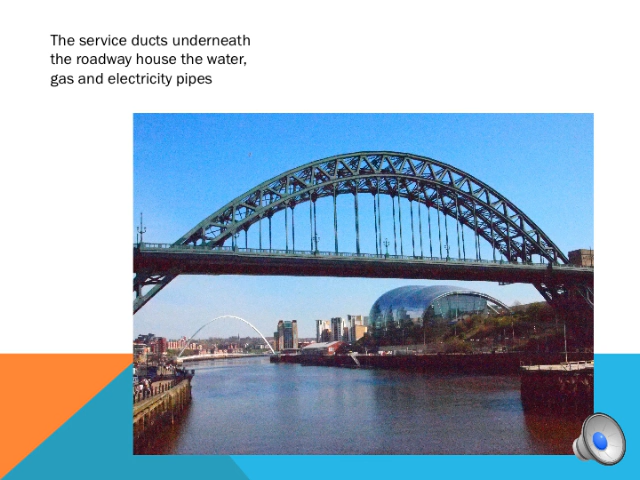 The service ducts underneath
the roadway house the water,
gas and electricity pipes